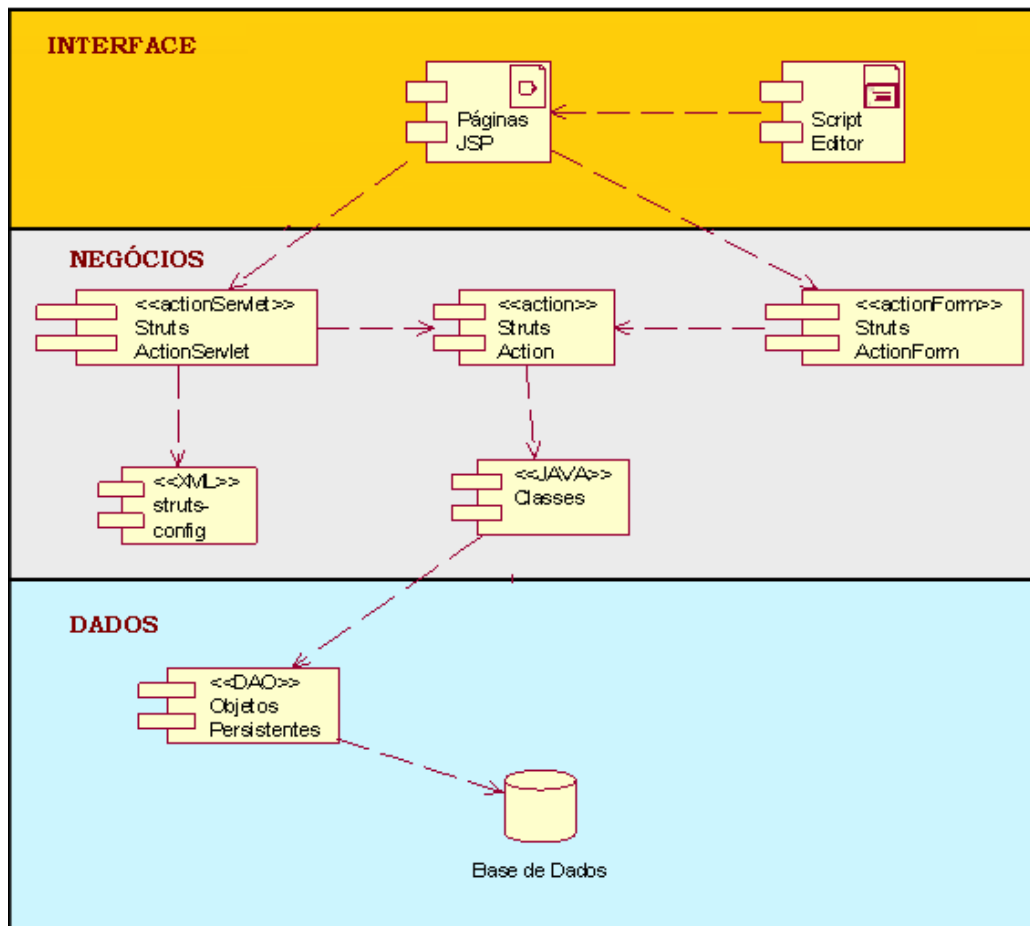 INTERFACE
Páginas
JSP
Script
Editor
NEGÓCIOS
<<actionServlet>>
Struts
ActionServlet
<<action>>
Struts
Action
<<actionForm>>
Struts
ActionForm
<<XML>>
struts-
config
<<JAVA>>
Classes
DADOS
<<DAO>>
Objetos
Persistentes
Base de Dados